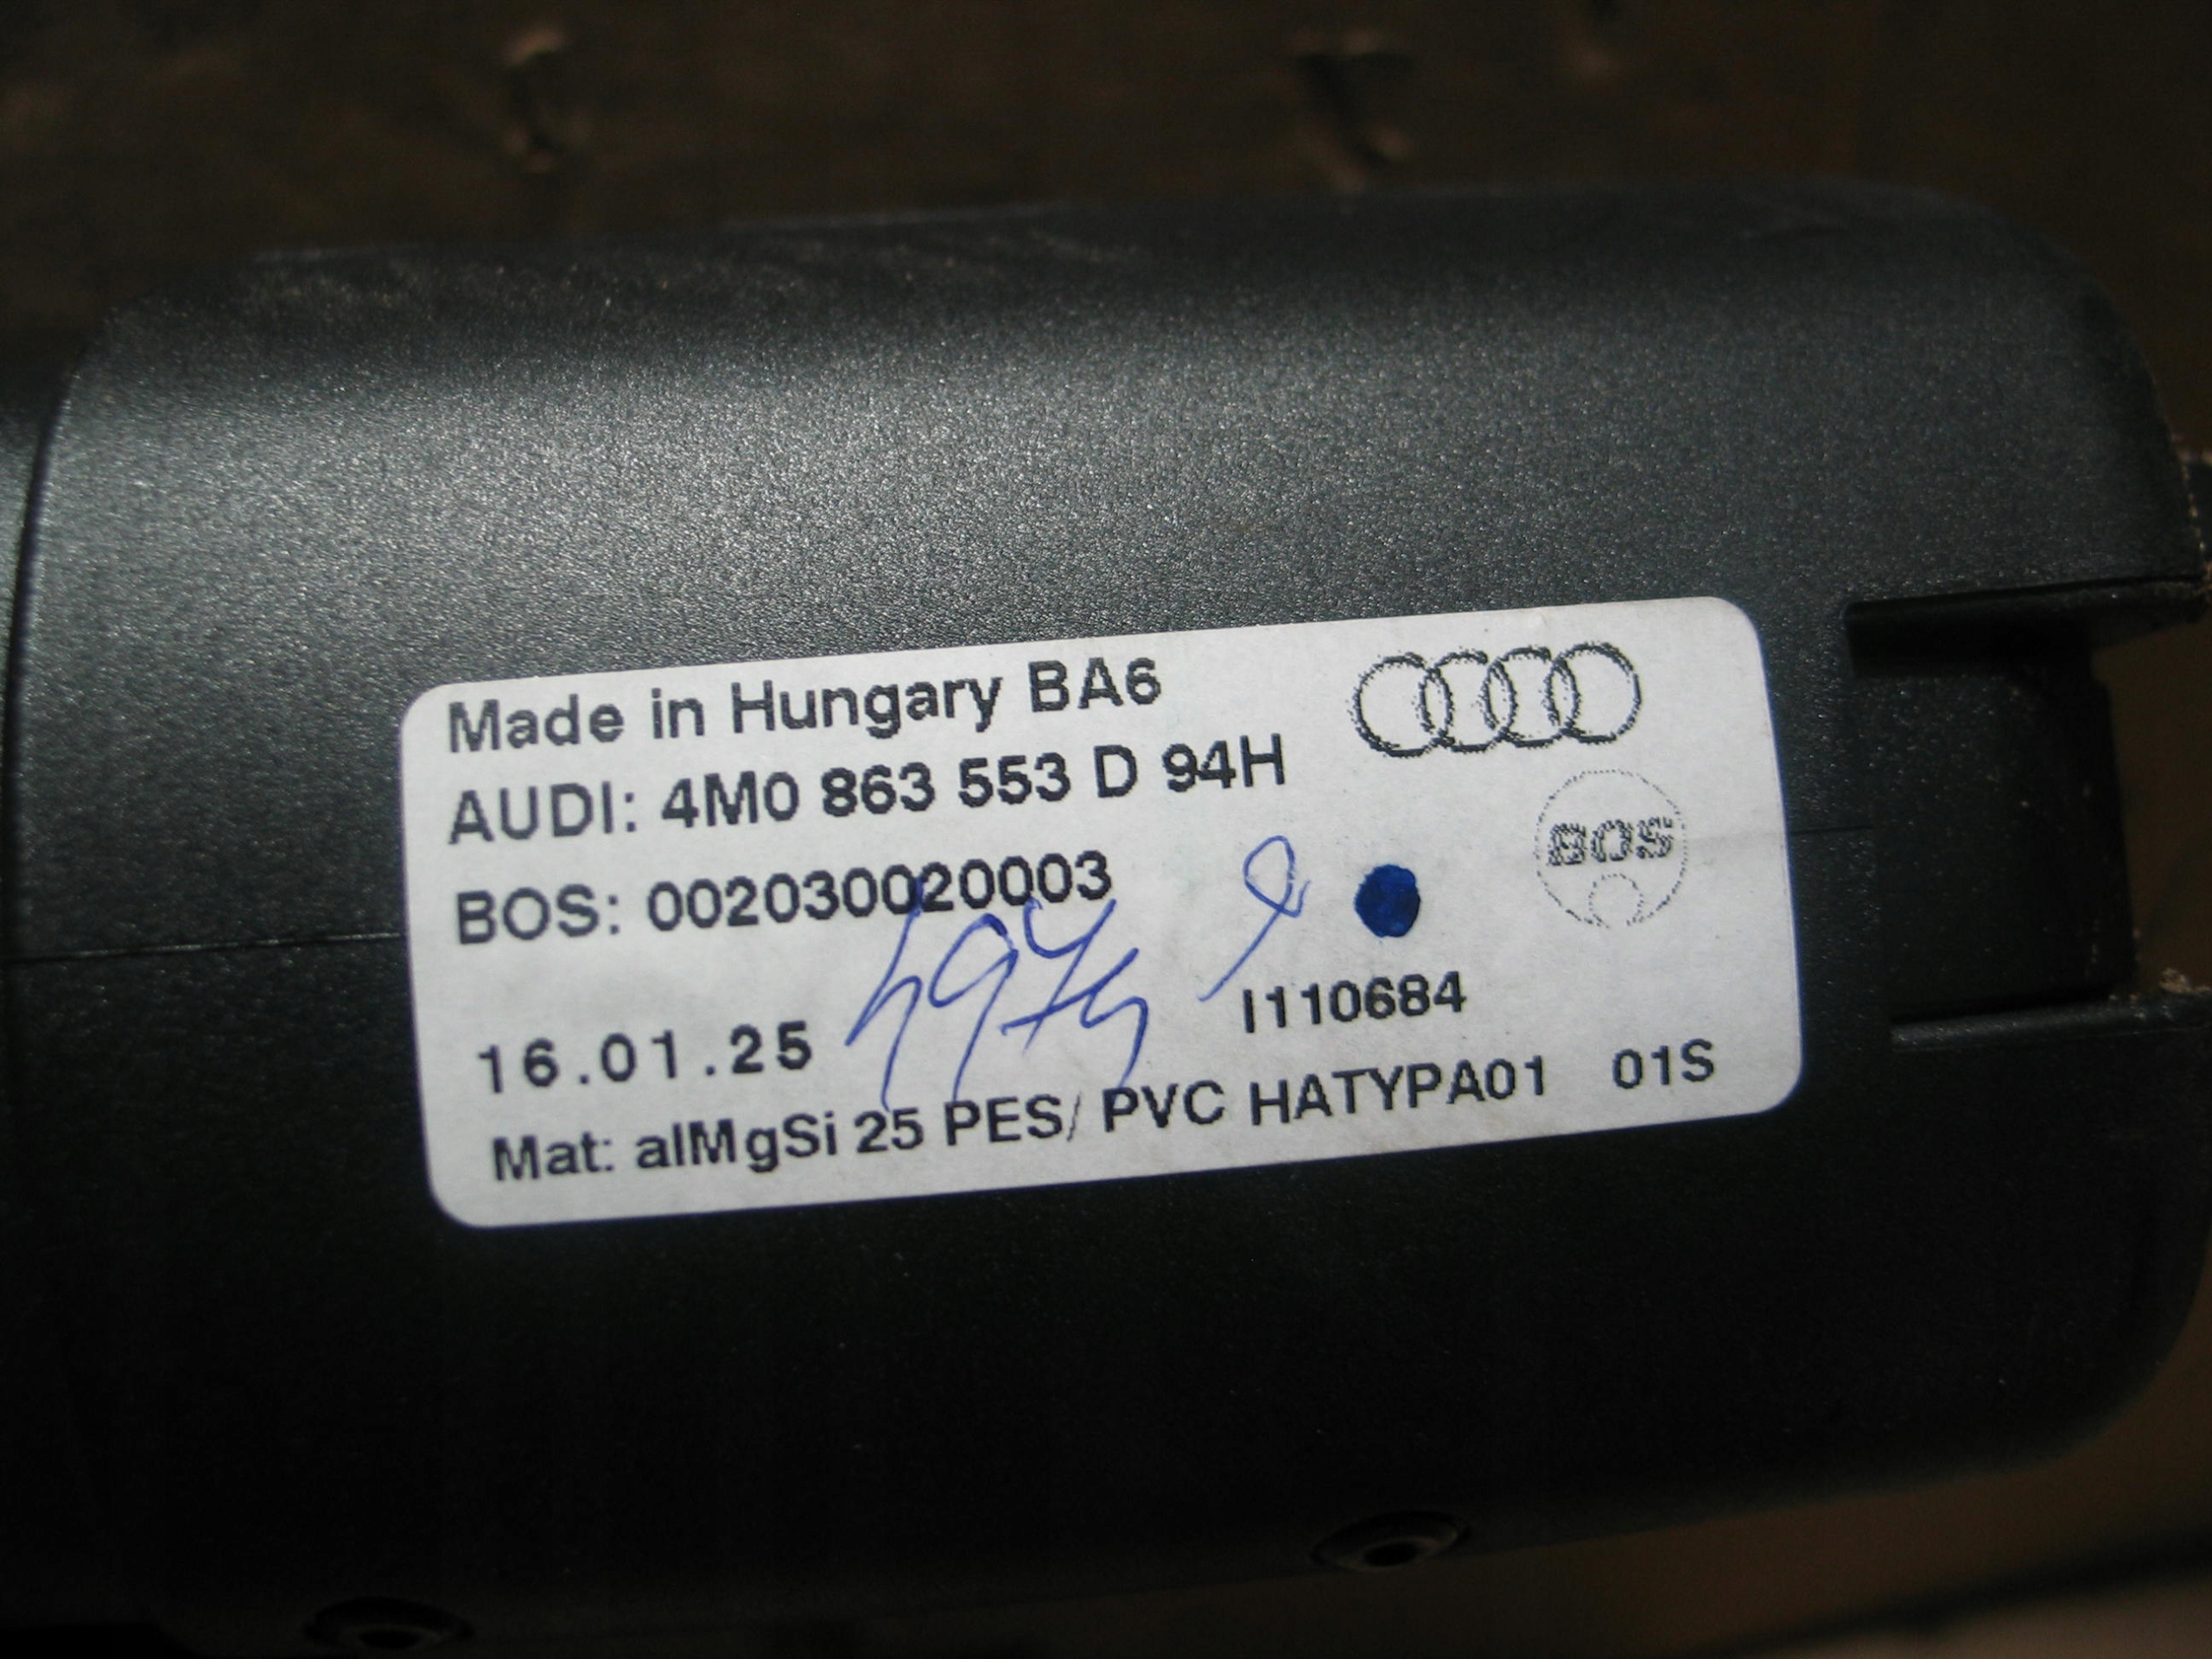 Made in Hungary BA6
AUDI: 4M0 863 553 D 94H
BOS
BOS: 002030020003
I110684
16.01.25
Mat: alMgSi 25 PES/ PVC HATYPA01 01S